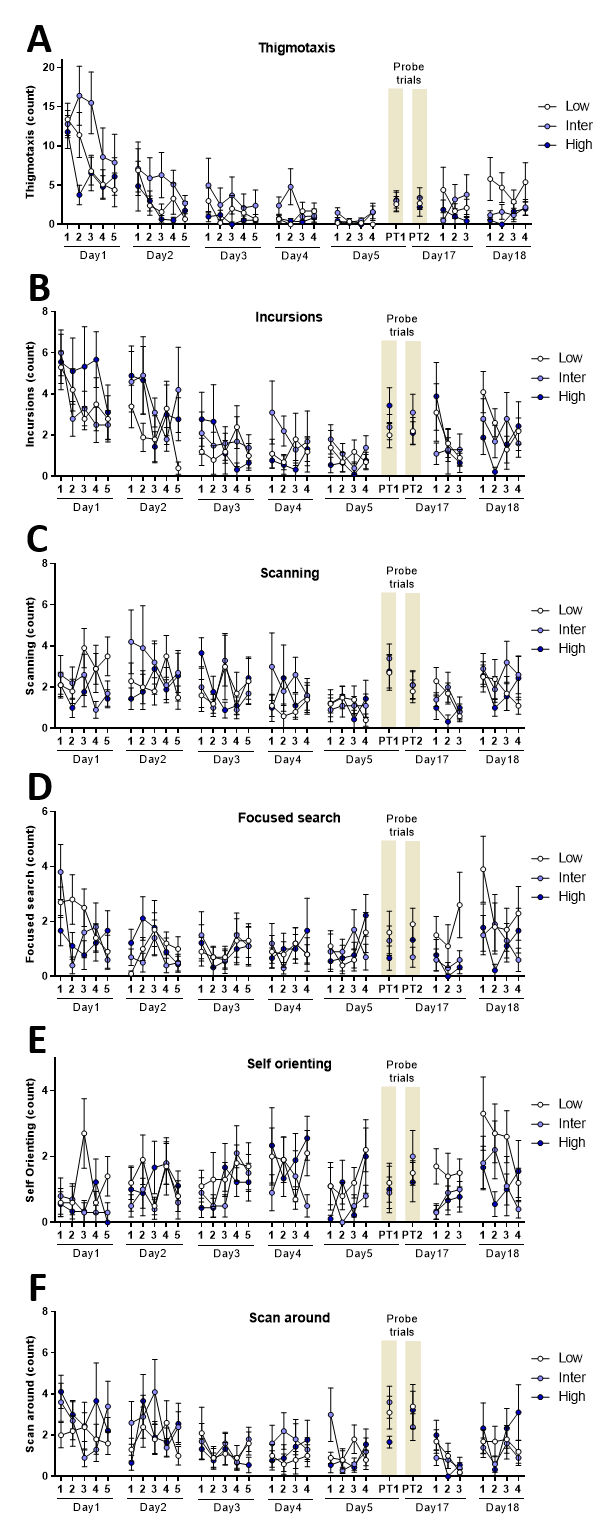 A
Thigmotaxis
Probe
trials
Thigmotaxis (count)
20
15
10
5
0
Low
Inter
High
1 2 3 4 5 1 2 3 4 5 1 2 3 4 5 1 2 3 4 1 2 3 4 PT1 PT2 1 2 3 1 2 3 4
Day1 Day2 Day3 Day4 Day5 Day17 Day18
B
Incursions
Probe
trials
Incursions (count)
8
6
4
2
0
Low
Inter
High
1 2 3 4 5 1 2 3 4 5 1 2 3 4 5 1 2 3 4 1 2 3 4 PT1 PT2 1 2 3 1 2 3 4
Day1 Day2 Day3 Day4 Day5 Day17 Day18
C
Scanning
Probe
trials
Scanning (count)
8
6
4
2
0
Low
Inter
High
1 2 3 4 5 1 2 3 4 5 1 2 3 4 5 1 2 3 4 1 2 3 4 PT1 PT2 1 2 3 1 2 3 4
Day1 Day2 Day3 Day4 Day5 Day17 Day18
D
Focused search
Probe
trials
Focused search (count)
6
4
2
0
Low
Inter
High
1 2 3 4 5 1 2 3 4 5 1 2 3 4 5 1 2 3 4 1 2 3 4 PT1 PT2 1 2 3 1 2 3 4
Day1 Day2 Day3 Day4 Day5 Day17 Day18
E
Self orienting
Probe
trials
Self Orienting (count)
4
2
0
Low
Inter
High
1 2 3 4 5 1 2 3 4 5 1 2 3 4 5 1 2 3 4 1 2 3 4 PT1 PT2 1 2 3 1 2 3 4
Day1 Day2 Day3 Day4 Day5 Day17 Day18
F
Scan around
Probe
trials
Scan around (count)
8
6
4
2
0
Low
Inter
High
1 2 3 4 5 1 2 3 4 5 1 2 3 4 5 1 2 3 4 1 2 3 4 PT1 PT2 1 2 3 1 2 3 4
Day1 Day2 Day3 Day4 Day5 Day17 Day18